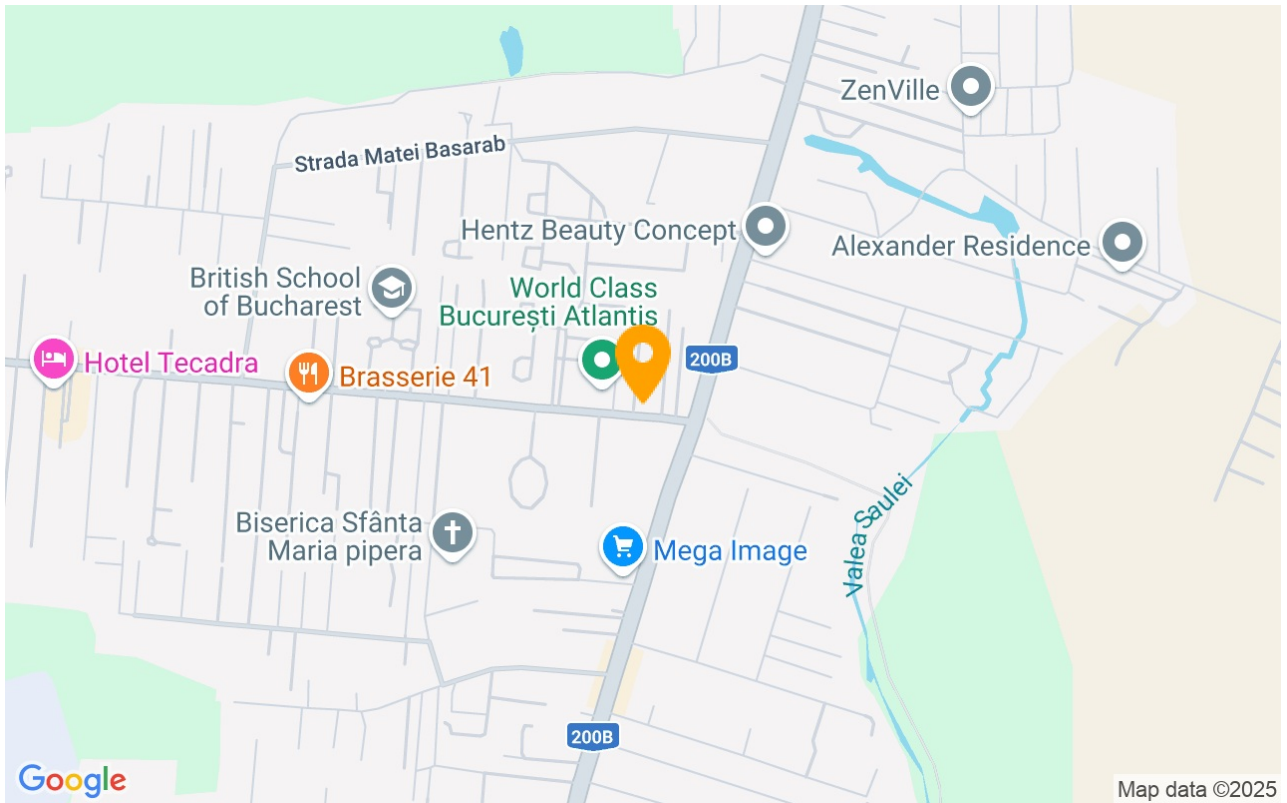 ZenVille
Strada Matei Basarab
Hentz Beauty Concept
Alexander Residence
British School
of Bucharest
World Class
București Atlantis
200B
Hotel Tecadra
Brasserie 41
Valea Saulei
Biserica Sfânta
Maria pipera
Mega Image
200B
Google
Map data ©2025